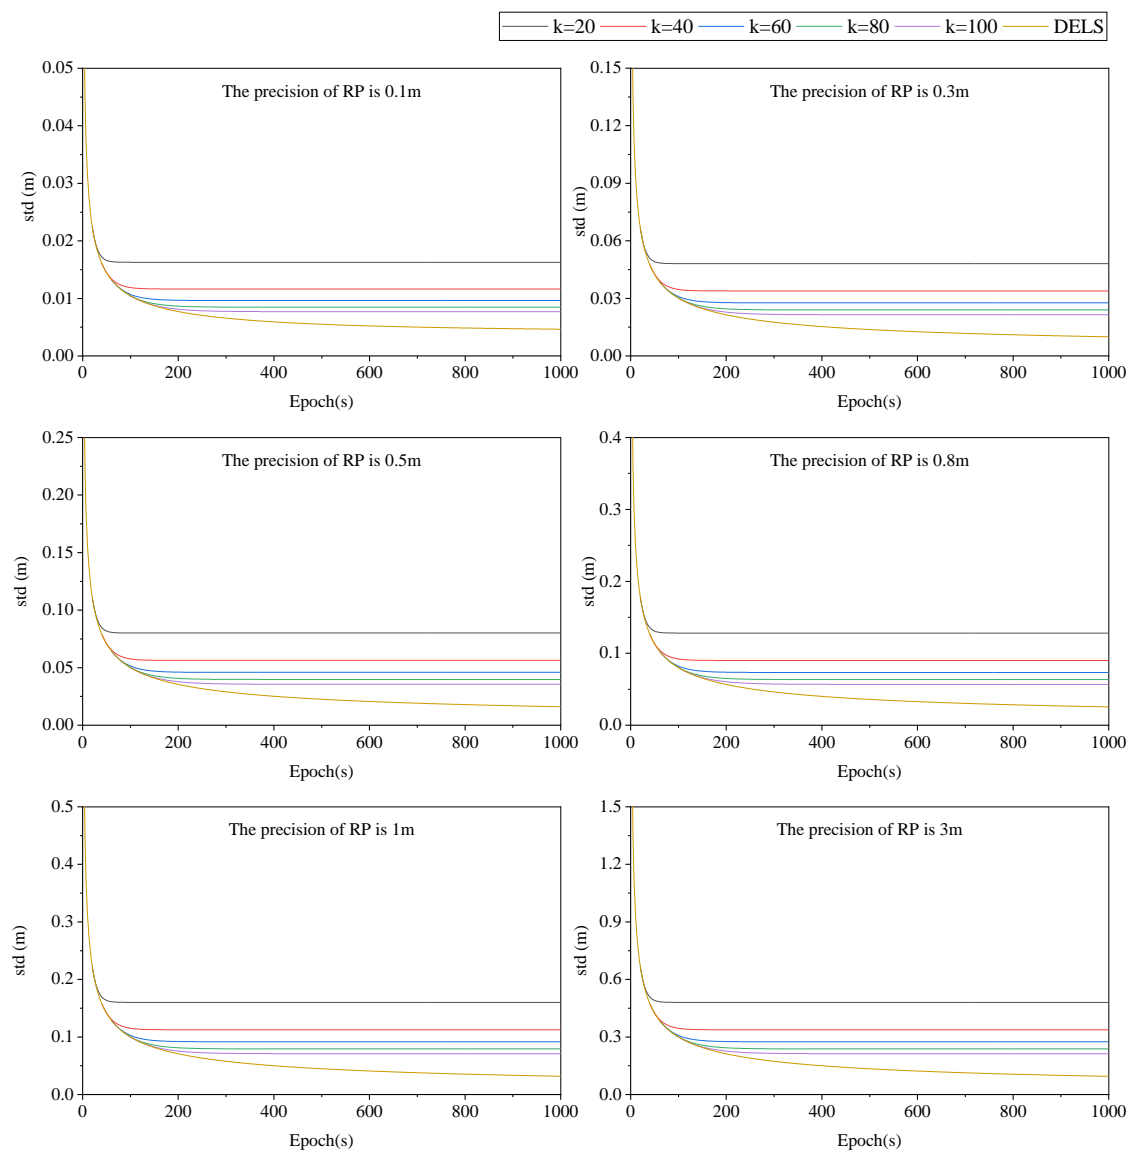 k=20 k=40 k=60 k=80 k=100 DELS
The precision of RP is 0.1m
0.05
0.04
0.03
0.02
0.01
0.00
std (m)
0 200 400 600 800 1000
Epoch(s)
The precision of RP is 0.3m
0.15
0.12
0.09
0.06
0.03
0.00
std (m)
0 200 400 600 800 1000
Epoch(s)
The precision of RP is 0.5m
0.25
0.20
0.15
0.10
0.05
0.00
std (m)
0 200 400 600 800 1000
Epoch(s)
The precision of RP is 0.8m
0.4
0.3
0.2
0.1
0.0
std (m)
0 200 400 600 800 1000
Epoch(s)
The precision of RP is 1m
0.5
0.4
0.3
0.2
0.1
0.0
std (m)
0 200 400 600 800 1000
Epoch(s)
The precision of RP is 3m
1.5
1.2
0.9
0.6
0.3
0.0
std (m)
0 200 400 600 800 1000
Epoch(s)